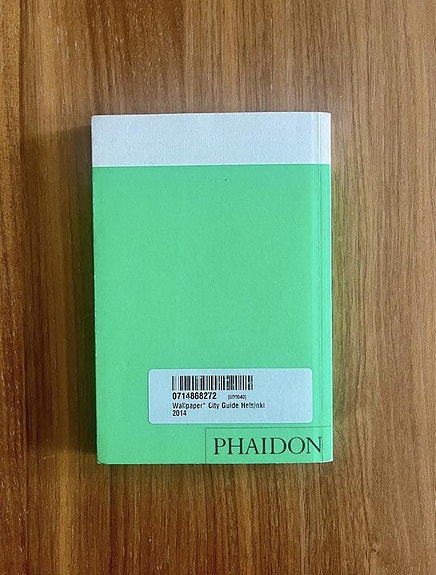 0714868272
Wallpaper* City Guide Helsinki
2014
PHAIDON